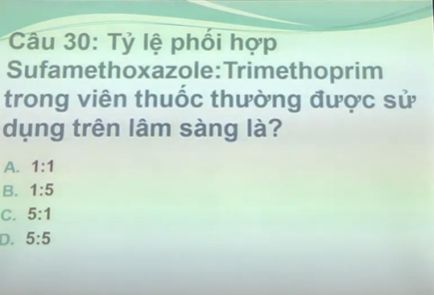 Câu 30: Tỷ lệ phối hợp
Sufamethoxazole:Trimethoprim
trong viên thuốc thường được sử
dụng trên lâm sàng là?
A. 1:1
B. 1:5
C. 5:1
D. 5:5